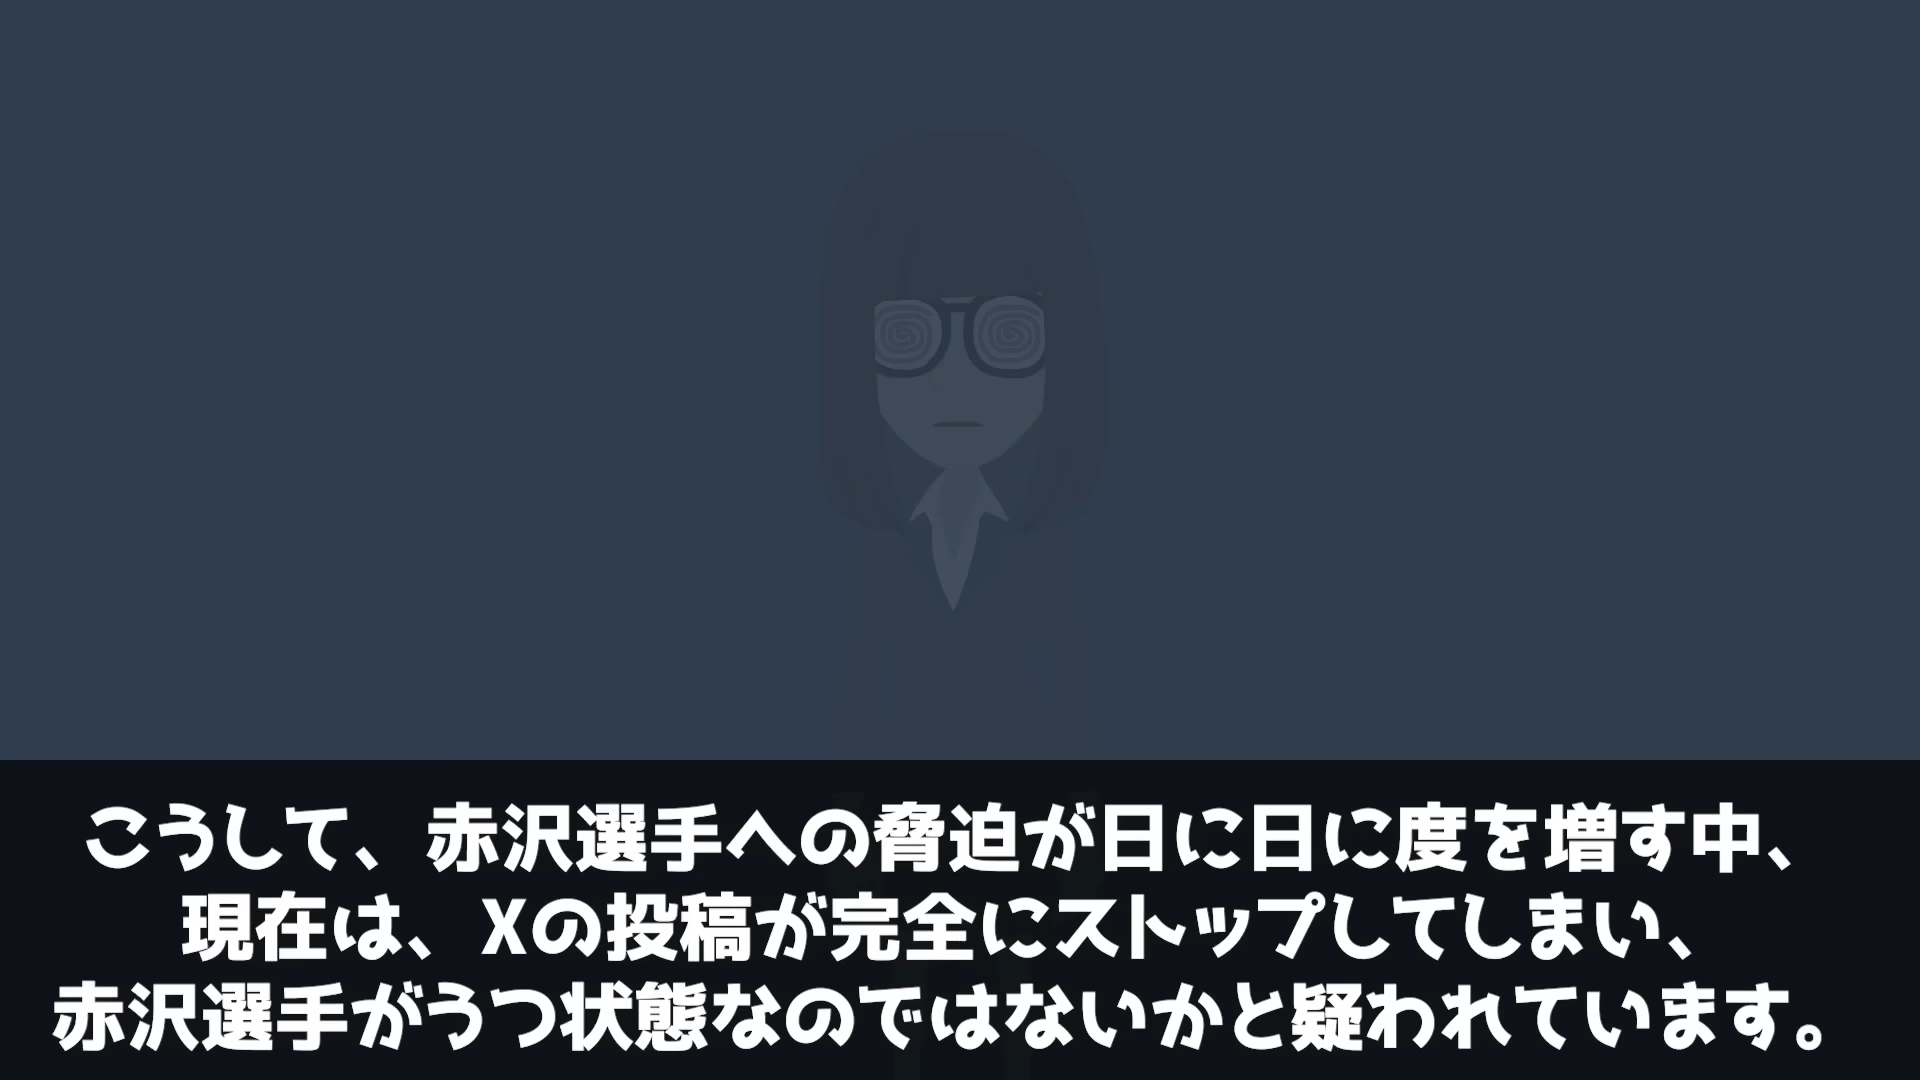 こうして、赤沢選手への脅迫が日に日に度を増す中、
現在は、Xの投稿が完全にストップしてしまい、
赤沢選手がうつ状態なのではないかと疑われています。